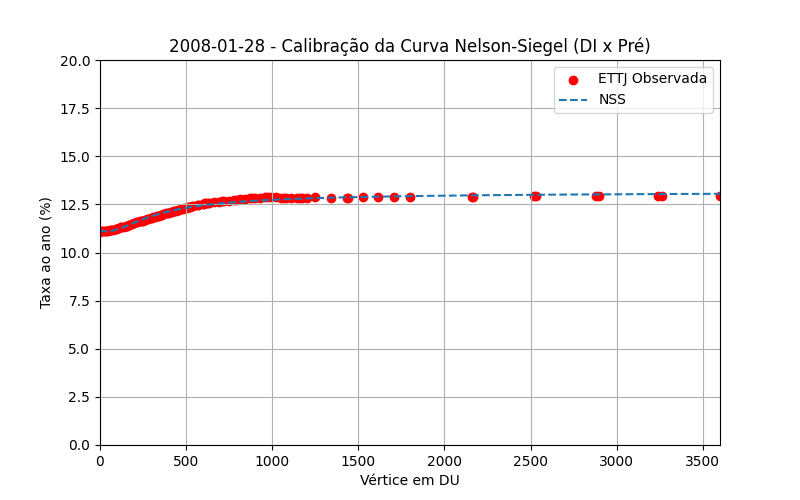 2008-01-28 - Calibração da Curva Nelson-Siegel (DI x Pré)
20.0
17.5
15.0
12.5
10.0
7.5
5.0
2.5
0.0
Taxa ao ano (%)
ETTJ Observada
NSS
0 500 1000 1500 2000 2500 3000 3500
Vértice em DU